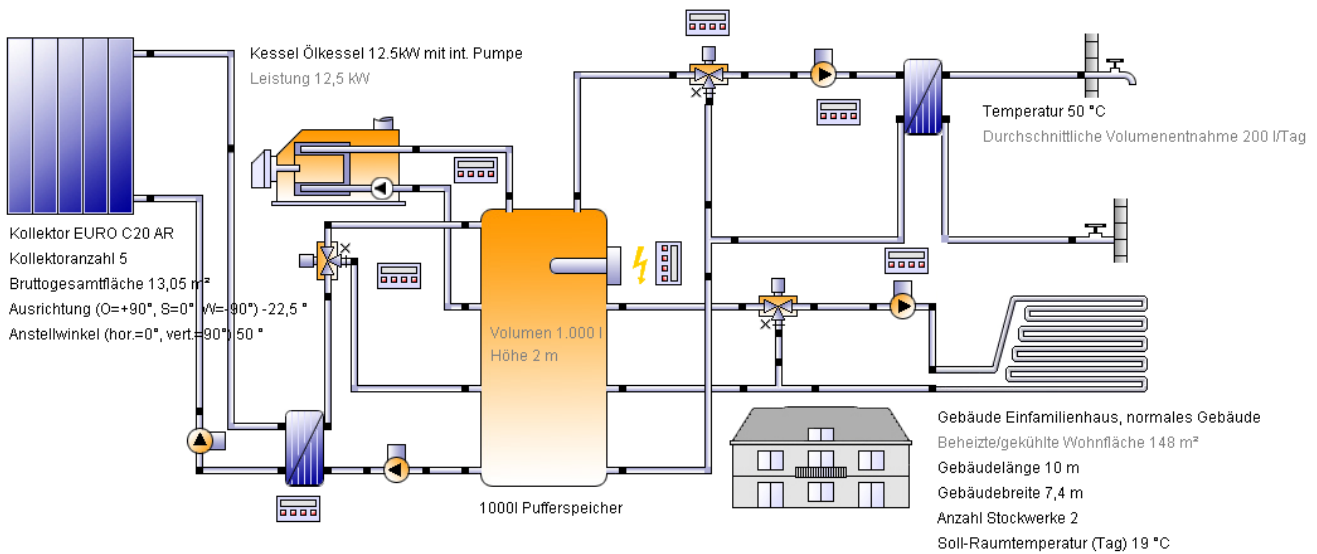 Kessel Ölkessel 12.5kW mit int. Pumpe
Leistung 12,5 kW
Temperatur 50 °C
Durchschnittliche Volumenentnahme 200 l/Tag
Kollektor EURO C20 AR
Kollektoranzahl 5
Bruttogesamtfläche 13,05 m²
Ausrichtung (O=+90°, S=0°, W=-90°) -22,5 °
Anstellwinkel (hor.=0°, vert.=90°) 50 °
Volumen 1.000 l
Höhe 2 m
1000l Pufferspeicher
Gebäude Einfamilienhaus, normales Gebäude
Beheizte/gekühlte Wohnfläche 148 m²
Gebäudelänge 10 m
Gebäudebreite 7,4 m
Anzahl Stockwerke 2
Soll-Raumtemperatur (Tag) 19 °C